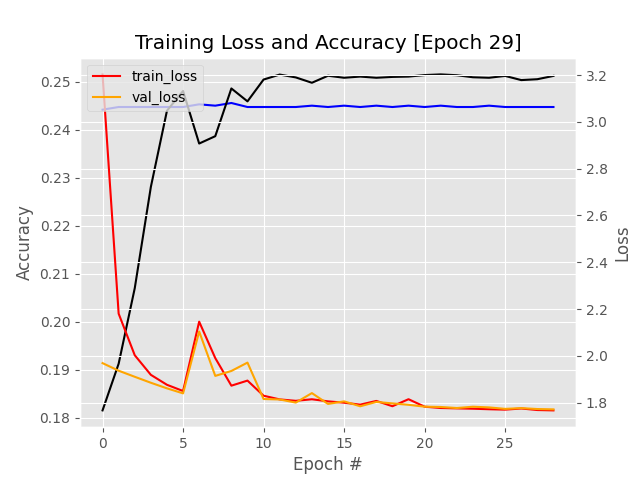 Training Loss and Accuracy [Epoch 29]
train_loss
val_loss
0.25
0.24
0.23
0.22
0.21
0.20
0.19
0.18
Accuracy
3.2
3.0
2.8
2.6
2.4
2.2
2.0
1.8
Loss
0 5 10 15 20 25
Epoch #